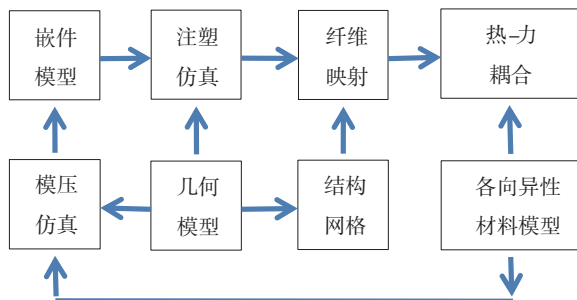 嵌件
模型
注塑
仿真
纤维
映射
热-力
耦合
模压
仿真
几何
模型
结构
网格
各向异性
材料模型